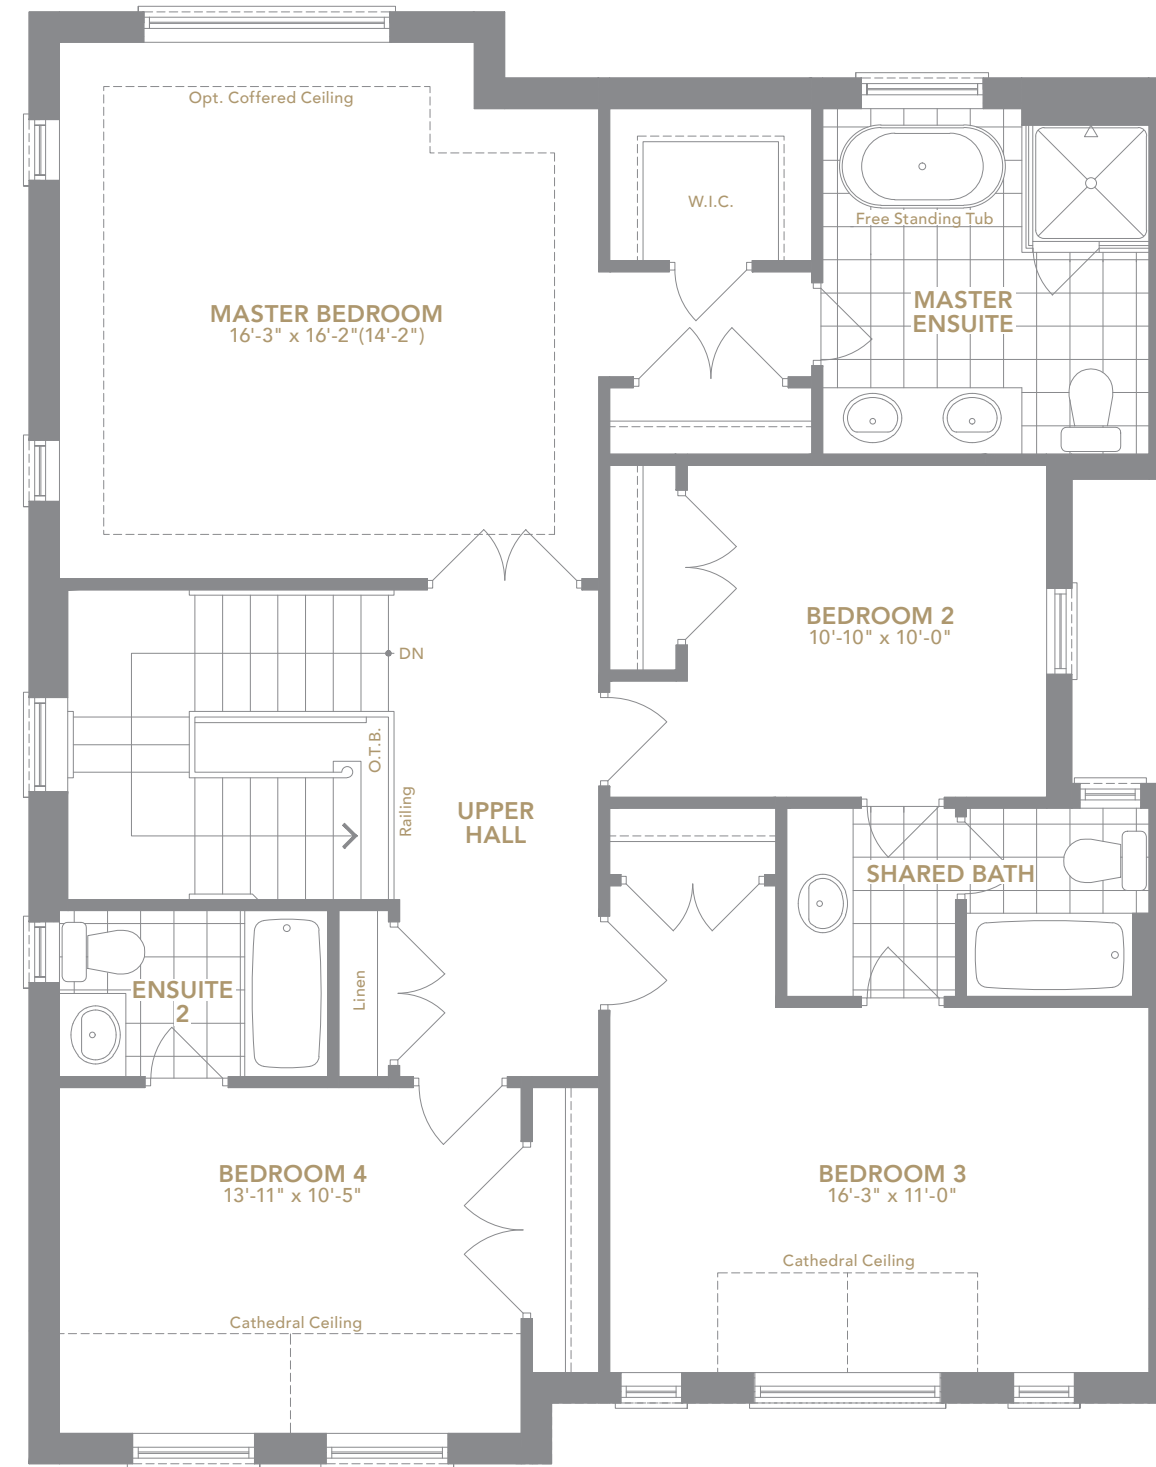 Opt. Coffered Ceiling
W.I.C.
Free Standing Tub
MASTER BEDROOM
16'-3" x 16'-2"(14'-2")
MASTER
ENSUITE
BEDROOM 2
10'-10" x 10'-0"
DN
O.T.B.
Railing
UPPER
HALL
SHARED BATH
Linen
ENSUITE
2
BEDROOM 4
13'-11" x 10'-5"
BEDROOM 3
16'-3" x 11'-0"
Cathedral Ceiling
Cathedral Ceiling